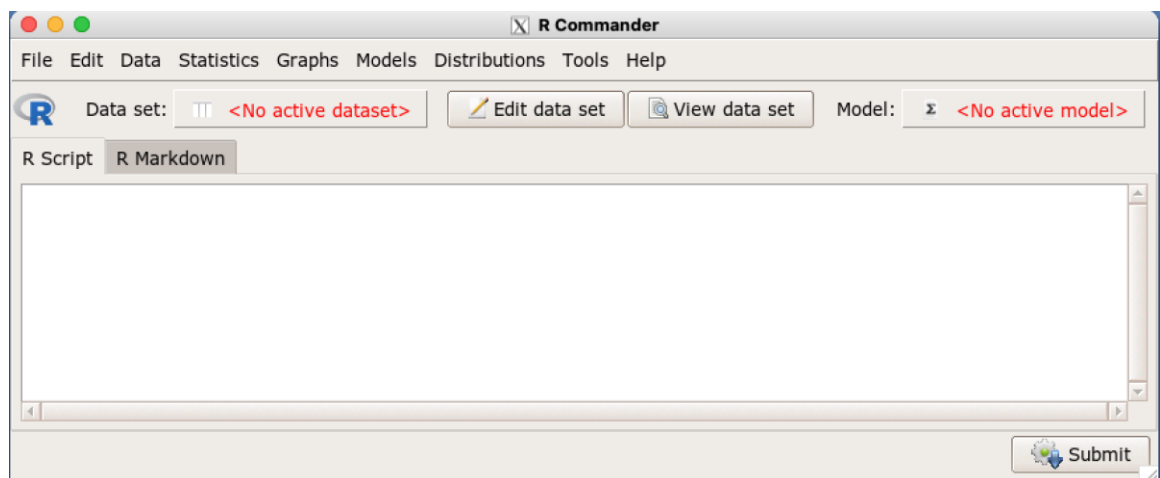 R Commander
File Edit Data Statistics Graphs Models Distributions Tools Help
R Data set: <No active dataset> Edit data set View data set Model: Σ <No active model>
R Script R Markdown
Submit